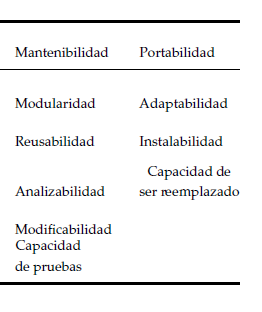 Mantenibilidad Portabilidad
Modularidad Adaptabilidad
Reusabilidad Instalabilidad
Capacidad de
Analizabilidad ser reemplazado
Modificabilidad
Capacidad
de pruebas